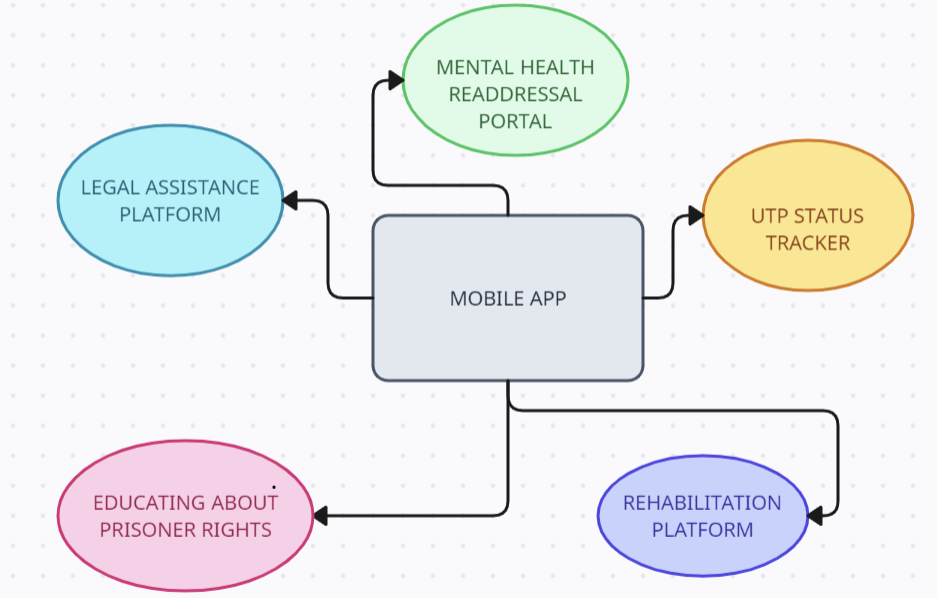 MENTAL HEALTH
READDRESSAL
PORTAL
LEGAL ASSISTANCE
PLATFORM
UTP STATUS
TRACKER
MOBILE APP
EDUCATING ABOUT
PRISONER RIGHTS
REHABILITATION
PLATFORM